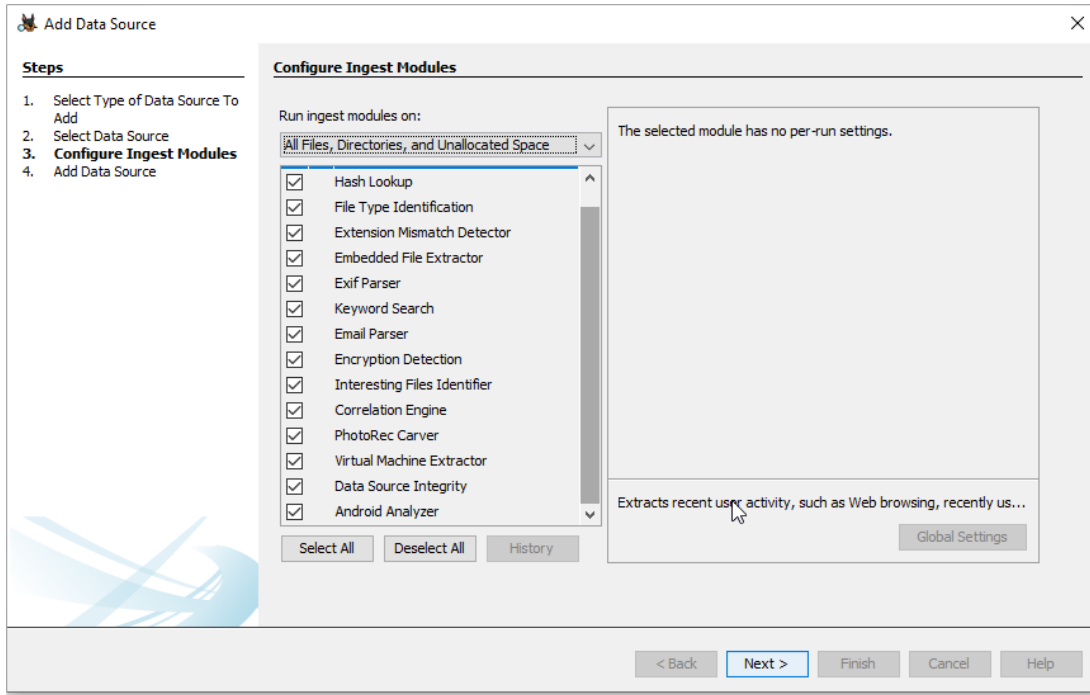 Add Data Source
Steps
1. Select Type of Data Source To
Add
2. Select Data Source
3. Configure Ingest Modules
4. Add Data Source
Configure Ingest Modules
Run ingest modules on:
All Files, Directories, and Unallocated Space
Hash Lookup
File Type Identification
Extension Mismatch Detector
Embedded File Extractor
Exif Parser
Keyword Search
Email Parser
Encryption Detection
Interesting Files Identifier
Correlation Engine
PhotoRec Carver
Virtual Machine Extractor
Data Source Integrity
Android Analyzer
Select All
Deselect All
History
The selected module has no per-run settings.
Extracts recent user activity, such as Web browsing, recently us...
Global Settings
< Back
Next >
Finish
Cancel
Help